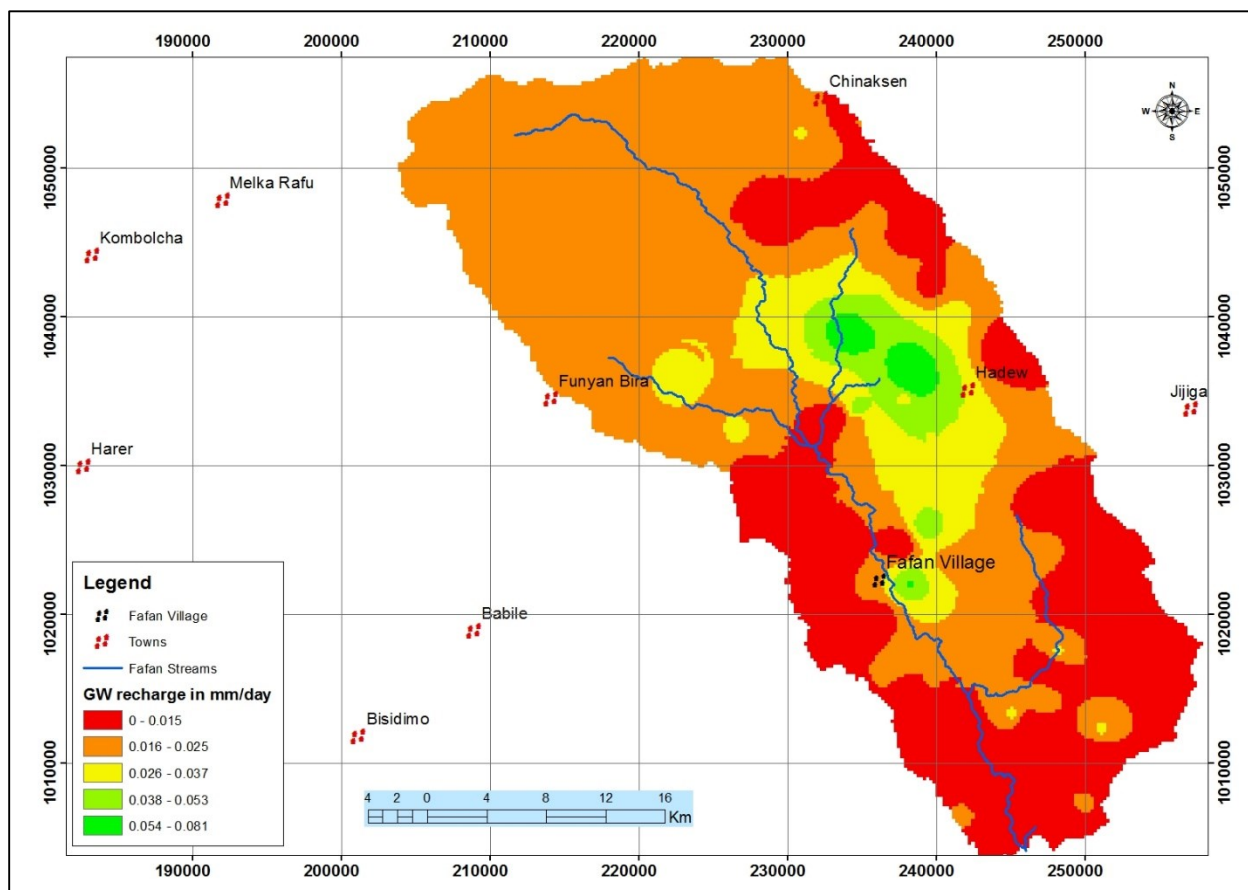 190000 200000 210000 220000 230000 240000 250000
Chinaksen
N
W E
S
1050000 1050000
Melka Rafu
Kombolcha
1040000 1040000
Hadew
Funyan Bira
Jijiga
Harer
1030000 1030000
Fafan Village
1020000 1020000
Babile
Bisidimo
1010000 1010000
Legend
Fafan Village
Towns
Fafan Streams
GW recharge in mm/day
0 - 0.015
0.016 - 0.025
0.026 - 0.037
0.038 - 0.053
0.054 - 0.081
4 2 0 4 8 12 16
Km
190000 200000 210000 220000 230000 240000 250000